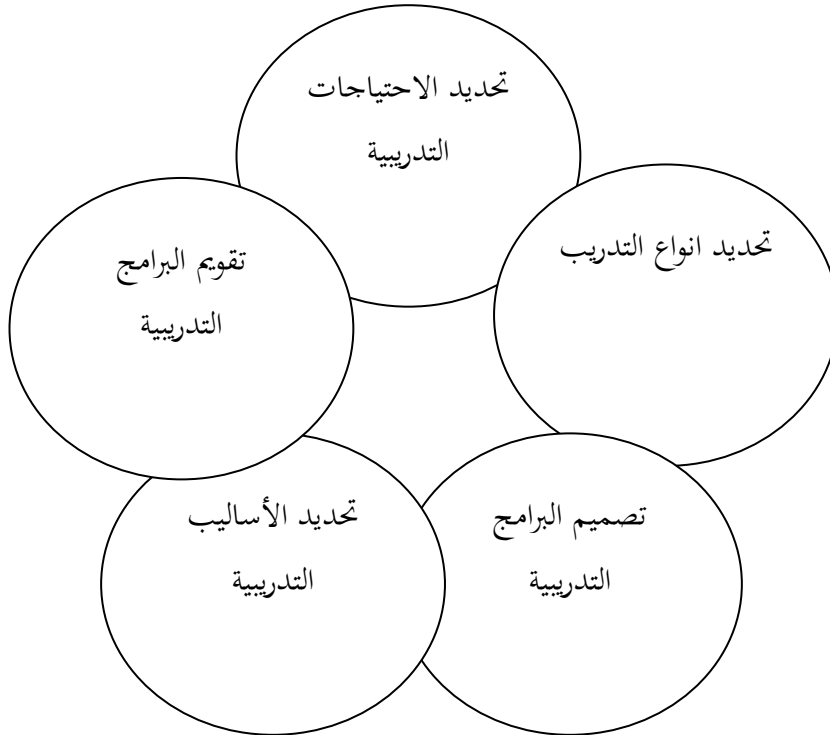 تحديد الاحتياجات
التدريبية
تحديد انواع التدريب
تقويم البرامج
التدريبية
تصميم البرامج
التدريبية
تحديد الأساليب
التدريبية